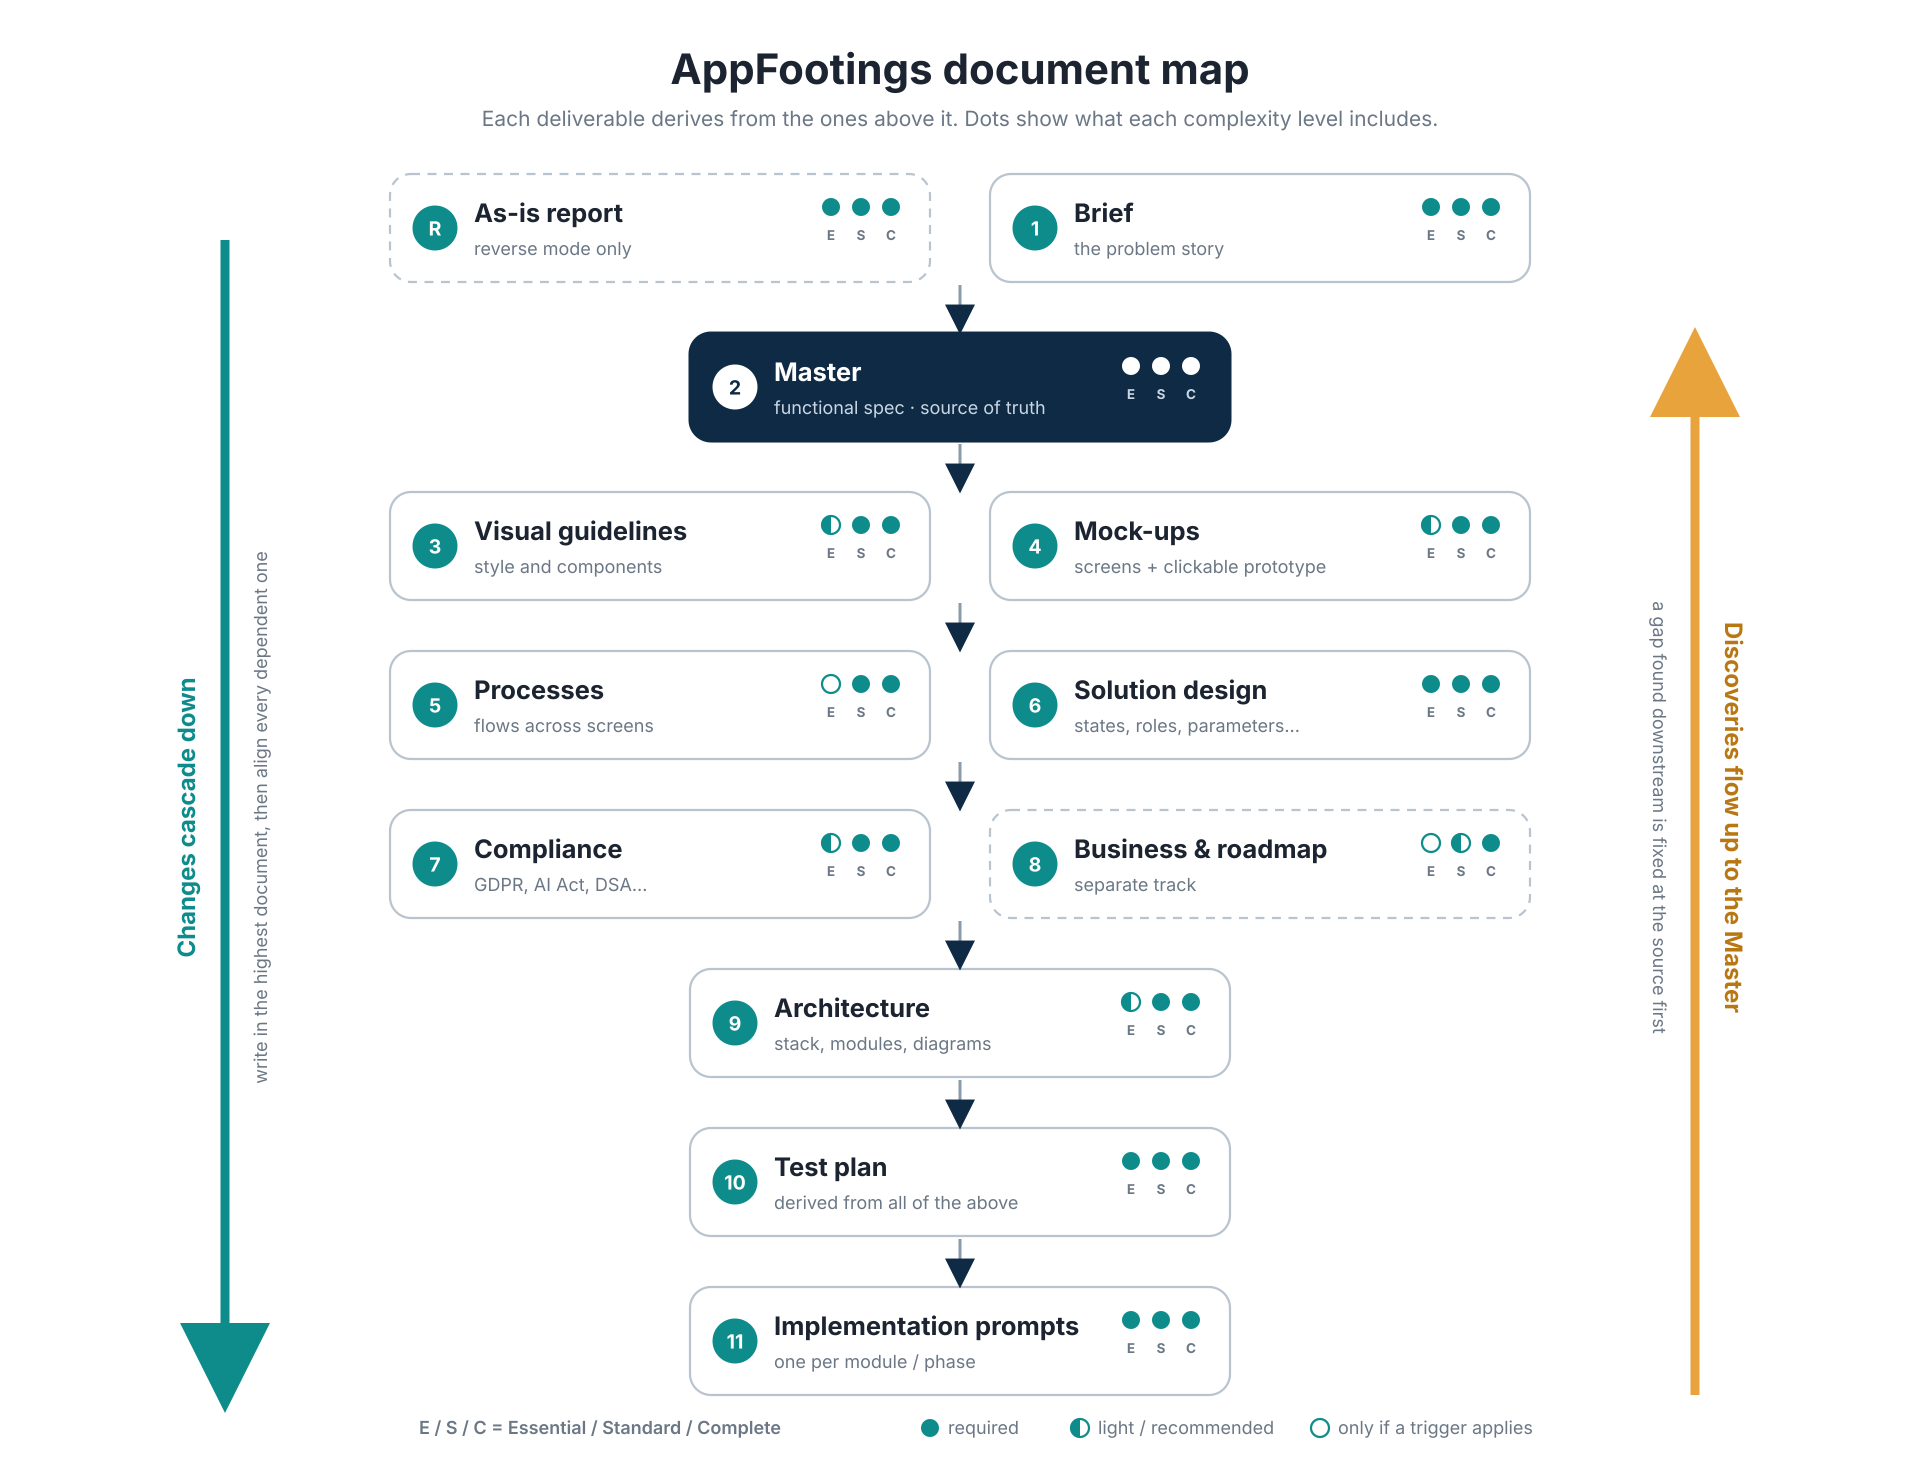 AppFootings document map
Each deliverable derives from the ones above it. Dots show what each complexity level includes.
R
As-is report
reverse mode only
E S C
1
Brief
the problem story
E S C
2
Master
functional spec · source of truth
E S C
3
Visual guidelines
style and components
E S C
4
Mock-ups
screens + clickable prototype
E S C
5
Processes
flows across screens
E S C
6
Solution design
states, roles, parameters...
E S C
7
Compliance
GDPR, AI Act, DSA...
E S C
8
Business & roadmap
separate track
E S C
9
Architecture
stack, modules, diagrams
E S C
10
Test plan
derived from all of the above
E S C
11
Implementation prompts
one per module / phase
E S C
Changes cascade down
write in the highest document, then align every dependent one
a gap found downstream is fixed at the source first
Discoveries flow up to the Master
E / S / C = Essential / Standard / Complete
required
light / recommended
only if a trigger applies